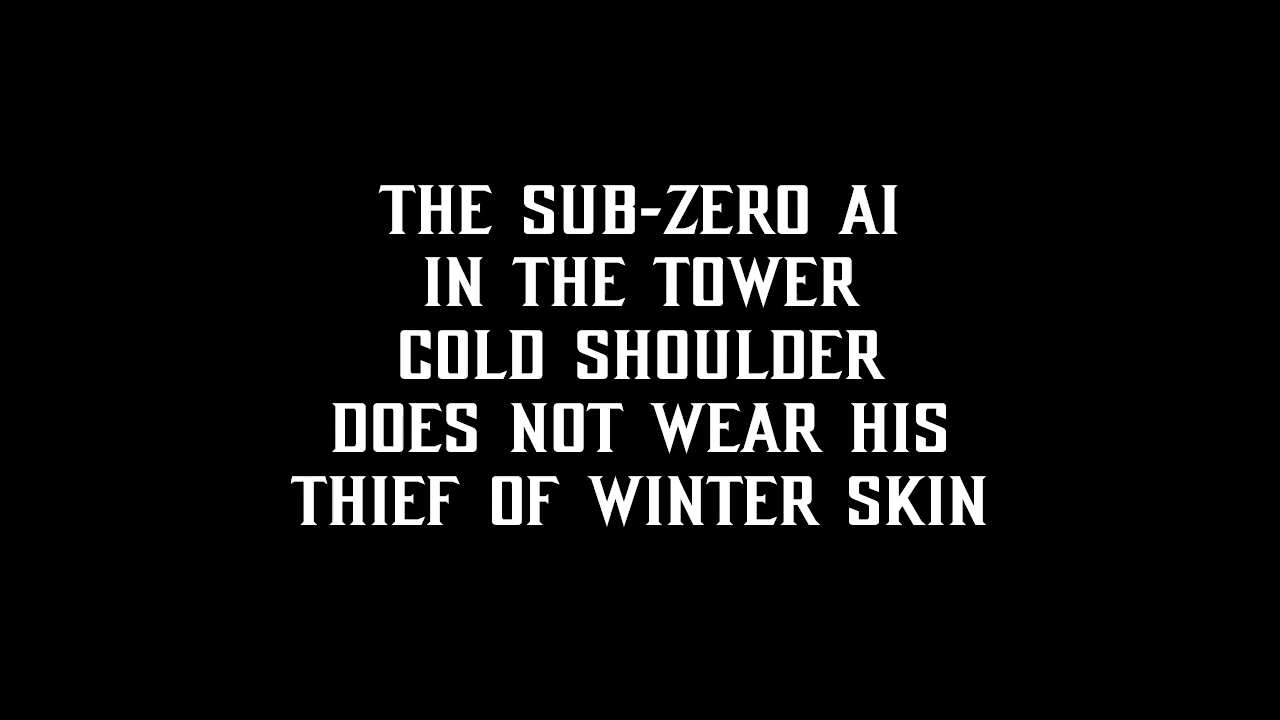 THE SUB-ZERO AI
IN THE TOWER
COLD SHOULDER
DOES NOT WEAR HIS
THIEF OF WINTER SKIN